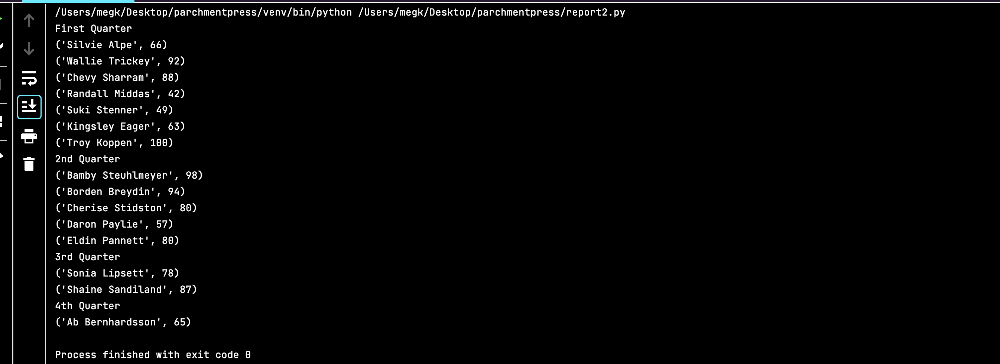 /Users/megk/Desktop/parchmentpress/venv/bin/python /Users/megk/Desktop/parchmentpress/report2.py
First Quarter
('Silvie Alpe', 66)
('Wallie Trickey', 92)
('Chevy Sharram', 88)
('Randall Middas', 42)
('Suki Stenner', 49)
('Kingsley Eager', 63)
('Troy Koppen', 100)
2nd Quarter
('Bamby Steuhlmeyer', 98)
('Borden Breydin', 94)
('Cherise Stidston', 80)
('Daron Paylie', 57)
('Eldin Pannett', 80)
3rd Quarter
('Sonia Lipsett', 78)
('Shaine Sandiland', 87)
4th Quarter
('Ab Bernhardsson', 65)
Process finished with exit code 0